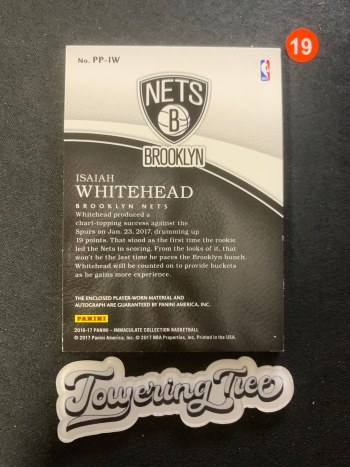 19
No. PP-IW
NETS
B
BROOKLYN
ISAIAH
WHITEHEAD
BROOKLYN NETS
Whitehead produced a
chart-topping success against the
Spurs on Jan. 23, 2017, drumming up
19 points. That stood as the first time the rookie
led the Nets in scoring. From the looks of it, that
won't be the last time he paces the Brooklyn bunch.
Whitehead will be counted on to provide buckets
as he gains more experience.
THE ENCLOSED PLAYER-WORN MATERIAL AND
AUTOGRAPH ARE GUARANTEED BY PANINI AMERICA, INC.
PANINI
2016-17 PANINI – IMMACULATE COLLECTION BASKETBALL
© 2017 Panini America, Inc. © 2017 NBA Properties, Inc. Printed in the USA.
Towering Tree